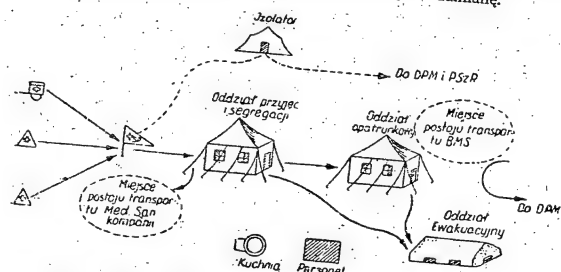 Izolator
Do DPM i PSzR
Oddział przyjęć
i segregacji
Oddział
opatrunkowy
Miejsce
postoju transpor-
tu BMS
Miejsce
postoju transpor-
tu Med. San
kompanii
Do DPM
Oddział
Ewakuacyjny
Kuchnia
Personel